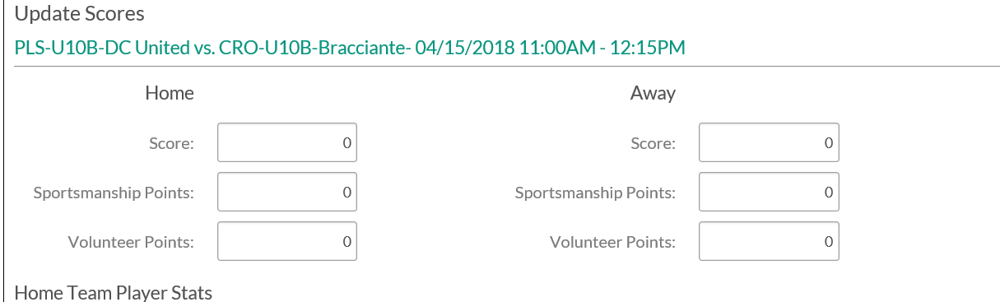 Update Scores
PLS-U10B-DC United vs. CRO-U10B-Bracciante- 04/15/2018 11:00AM - 12:15PM
Home Away
Score: 0 Score: 0
Sportsmanship Points: 0 Sportsmanship Points: 0
Volunteer Points: 0 Volunteer Points: 0
Home Team Player Stats